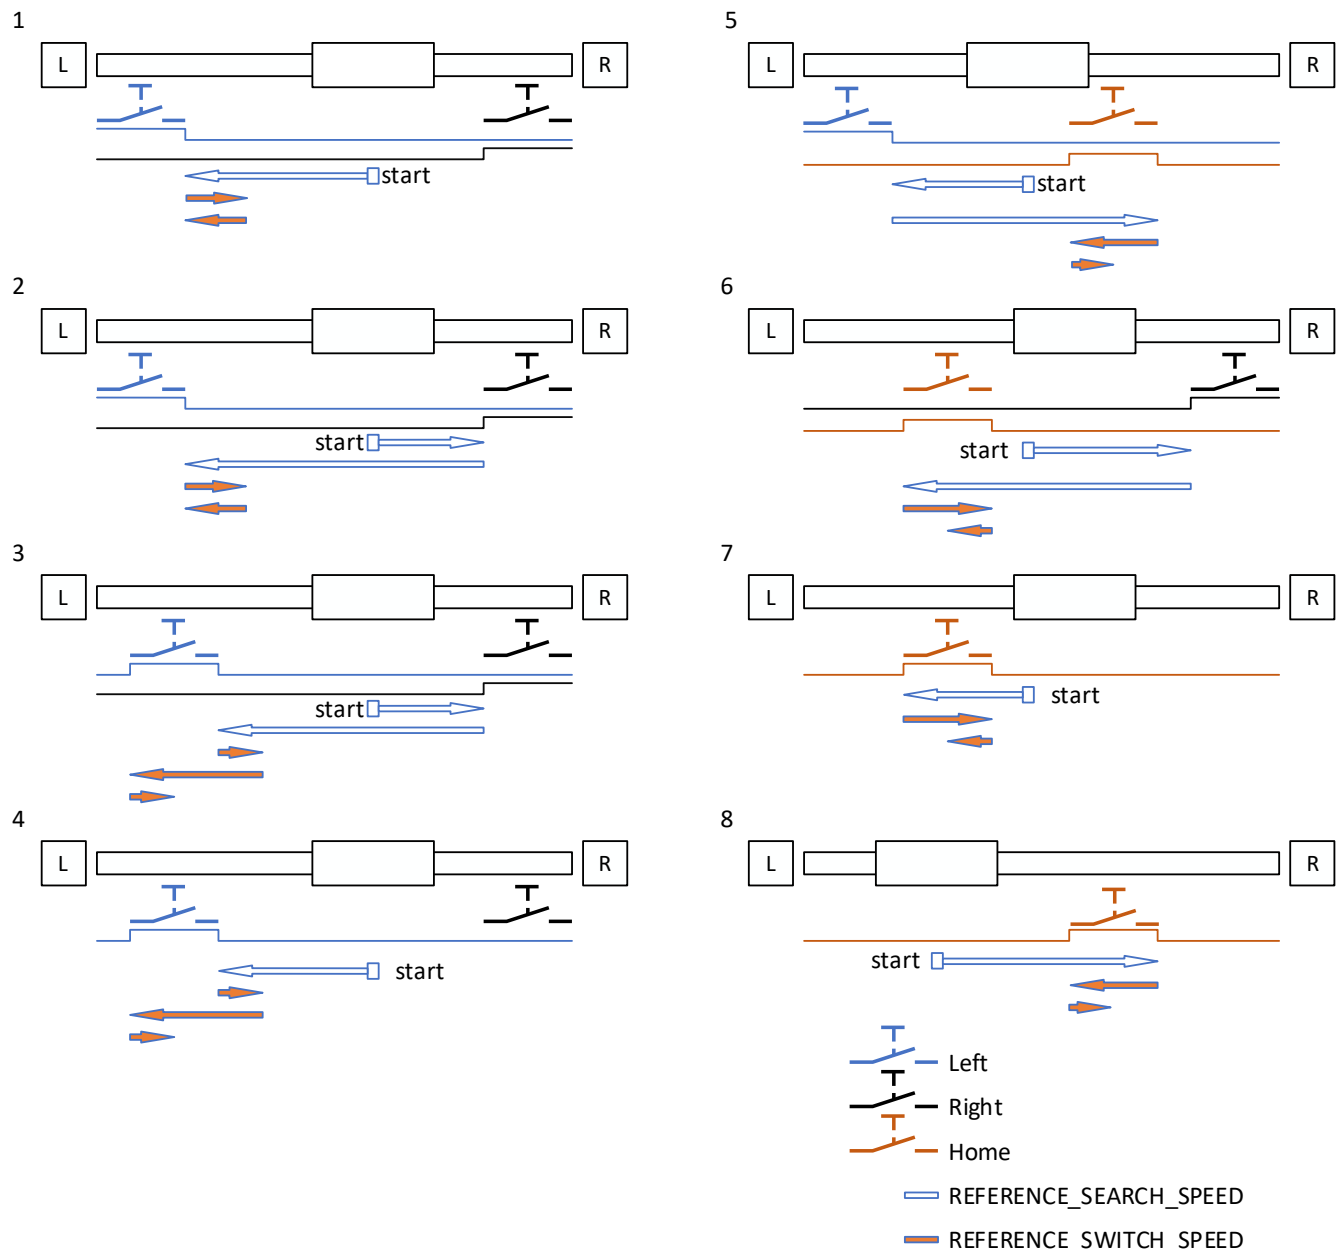 1
L
R
start
2
L
R
start
3
L
R
start
4
L
R
start
5
L
R
start
6
L
R
start
7
L
R
start
8
L
R
start
Left
Right
Home
REFERENCE_SEARCH_SPEED
REFERENCE_SWITCH_SPEED